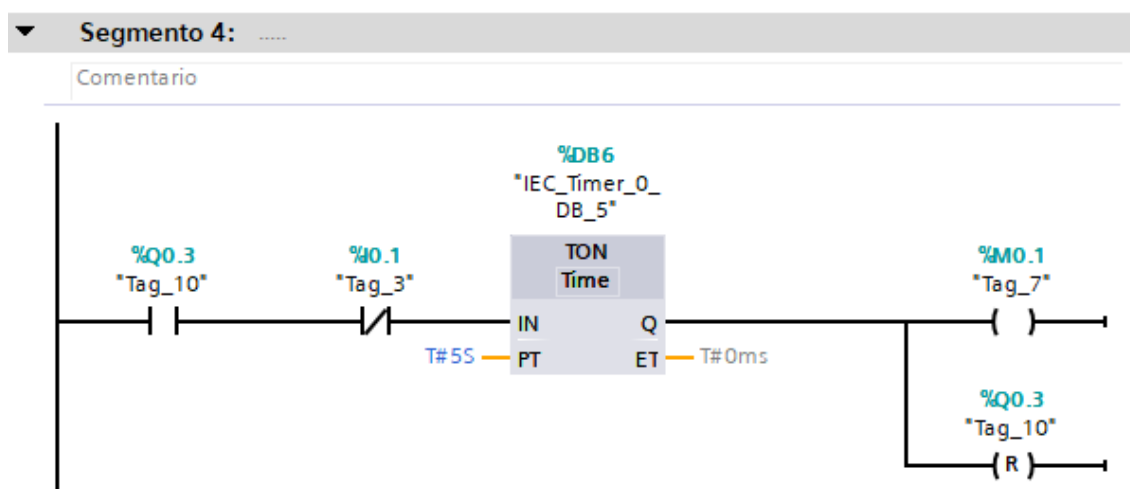 Segmento 4: .....
Comentario
%DB6
"IEC_Timer_0_
DB_5"
%Q0.3
"Tag_10"
%I0.1
"Tag_3"
TON
Time
%M0.1
"Tag_7"
IN
Q
T#5S
PT
ET
T#0ms
%Q0.3
"Tag_10"
R